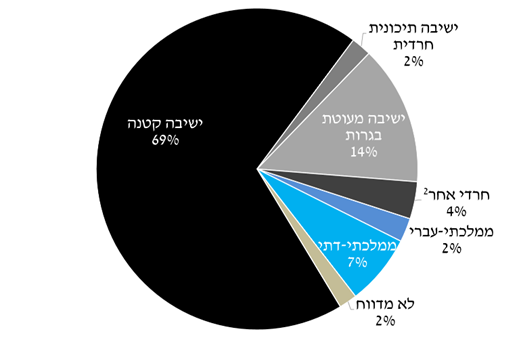 ישיבה תיכונית
חרדית
2%
ישיבה מעוטת
בגרות
14%
חרדי אחר²
4%
ממלכתי-עברי
2%
ממלכתי-דתי
7%
לא מדווח
2%
ישיבה קטנה
69%